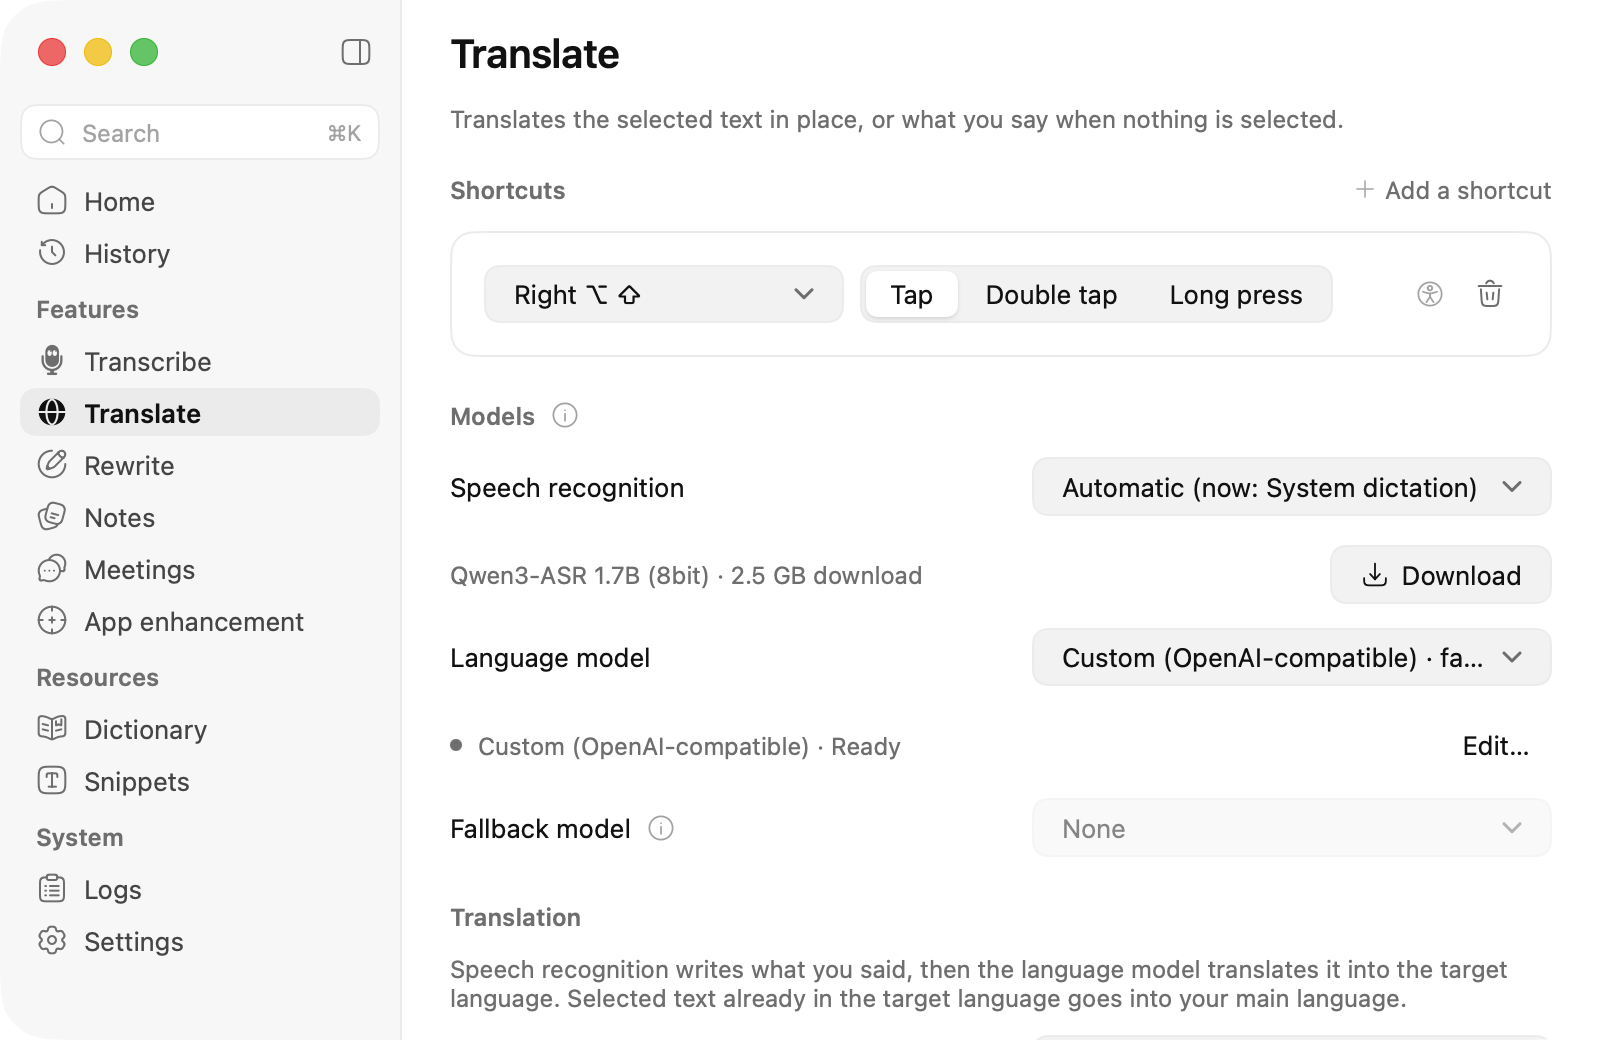 Search ⌘K
Home
History
Features
Transcribe
Translate
Rewrite
Notes
Meetings
App enhancement
Resources
Dictionary
Snippets
System
Logs
Settings
Translate
Translates the selected text in place, or what you say when nothing is selected.
Shortcuts
+ Add a shortcut
Right ⌥ ⇧
Tap
Double tap
Long press
Models
Speech recognition
Automatic (now: System dictation)
Qwen3-ASR 1.7B (8bit) · 2.5 GB download
Download
Language model
Custom (OpenAI-compatible) · fa...
Custom (OpenAI-compatible) · Ready
Edit...
Fallback model
None
Translation
Speech recognition writes what you said, then the language model translates it into the target
language. Selected text already in the target language goes into your main language.